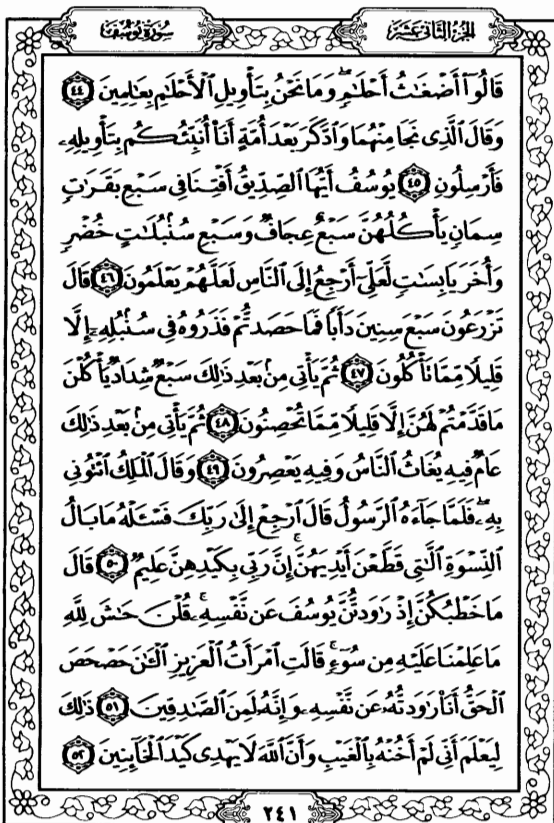 سورة يوسف
الجزء الثاني عشر
قَالُوٓا۟ أَضْغَٰثُ أَحْلَٰمٍ ۖ وَمَا نَحْنُ بِتَأْوِيلِ ٱلْأَحْلَٰمِ بِعَٰلِمِينَ ٤٤
وَقَالَ ٱلَّذِى نَجَا مِنْهُمَا وَٱدَّكَرَ بَعْدَ أُمَّةٍ أَنَا۠ أُنَبِّئُكُم بِتَأْوِيلِهِۦ
فَأَرْسِلُونِ ٤٥ يُوسُفُ أَيُّهَا ٱلصِّدِّيقُ أَفْتِنَا فِى سَبْعِ بَقَرَٰتٍ
سِمَانٍ يَأْكُلُهُنَّ سَبْعٌ عِجَافٌ وَسَبْعِ سُنۢبُلَٰتٍ خُضْرٍ
وَأُخَرَ يَابِسَٰتٍ لَّعَلِّىٓ أَرْجِعُ إِلَى ٱلنَّاسِ لَعَلَّهُمْ يَعْلَمُونَ ٤٦ قَالَ
تَزْرَعُونَ سَبْعَ سِنِينَ دَأَبًا فَمَا حَصَدتُّمْ فَذَرُوهُ فِى سُنۢبُلِهِۦٓ إِلَّا
قَلِيلًا مِّمَّا تَأْكُلُونَ ٤٧ ثُمَّ يَأْتِى مِنۢ بَعْدِ ذَٰلِكَ سَبْعٌ شِدَادٌ يَأْكُلْنَ
مَا قَدَّمْتُمْ لَهُنَّ إِلَّا قَلِيلًا مِّمَّا تُحْصِنُونَ ٤٨ ثُمَّ يَأْتِى مِنۢ بَعْدِ ذَٰلِكَ
عَامٌ فِيهِ يُغَاثُ ٱلنَّاسُ وَفِيهِ يَعْصِرُونَ ٤٩ وَقَالَ ٱلْمَلِكُ ٱئْتُونِى
بِهِۦ ۖ فَلَمَّا جَآءَهُ ٱلرَّسُولُ قَالَ ٱرْجِعْ إِلَىٰ رَبِّكَ فَسْـَٔلْهُ مَا بَالُ
ٱلنِّسْوَةِ ٱلَّٰتِى قَطَّعْنَ أَيْدِيَهُنَّ ۚ إِنَّ رَبِّى بِكَيْدِهِنَّ عَلِيمٌ ٥٠ قَالَ
مَا خَطْبُكُنَّ إِذْ رَٰوَدتُّنَّ يُوسُفَ عَن نَّفْسِهِۦ ۚ قُلْنَ حَٰشَ لِلَّهِ
مَا عَلِمْنَا عَلَيْهِ مِن سُوٓءٍ ۚ قَالَتِ ٱمْرَأَتُ ٱلْعَزِيزِ ٱلْـَٰٔنَ حَصْحَصَ
ٱلْحَقُّ أَنَا۠ رَٰوَدتُّهُۥ عَن نَّفْسِهِۦ وَإِنَّهُۥ لَمِنَ ٱلصَّٰدِقِينَ ٥١ ذَٰلِكَ
لِيَعْلَمَ أَنِّى لَمْ أَخُنْهُ بِٱلْغَيْبِ وَأَنَّ ٱللَّهَ لَا يَهْدِى كَيْدَ ٱلْخَآئِنِينَ ٥٢
٢٤١